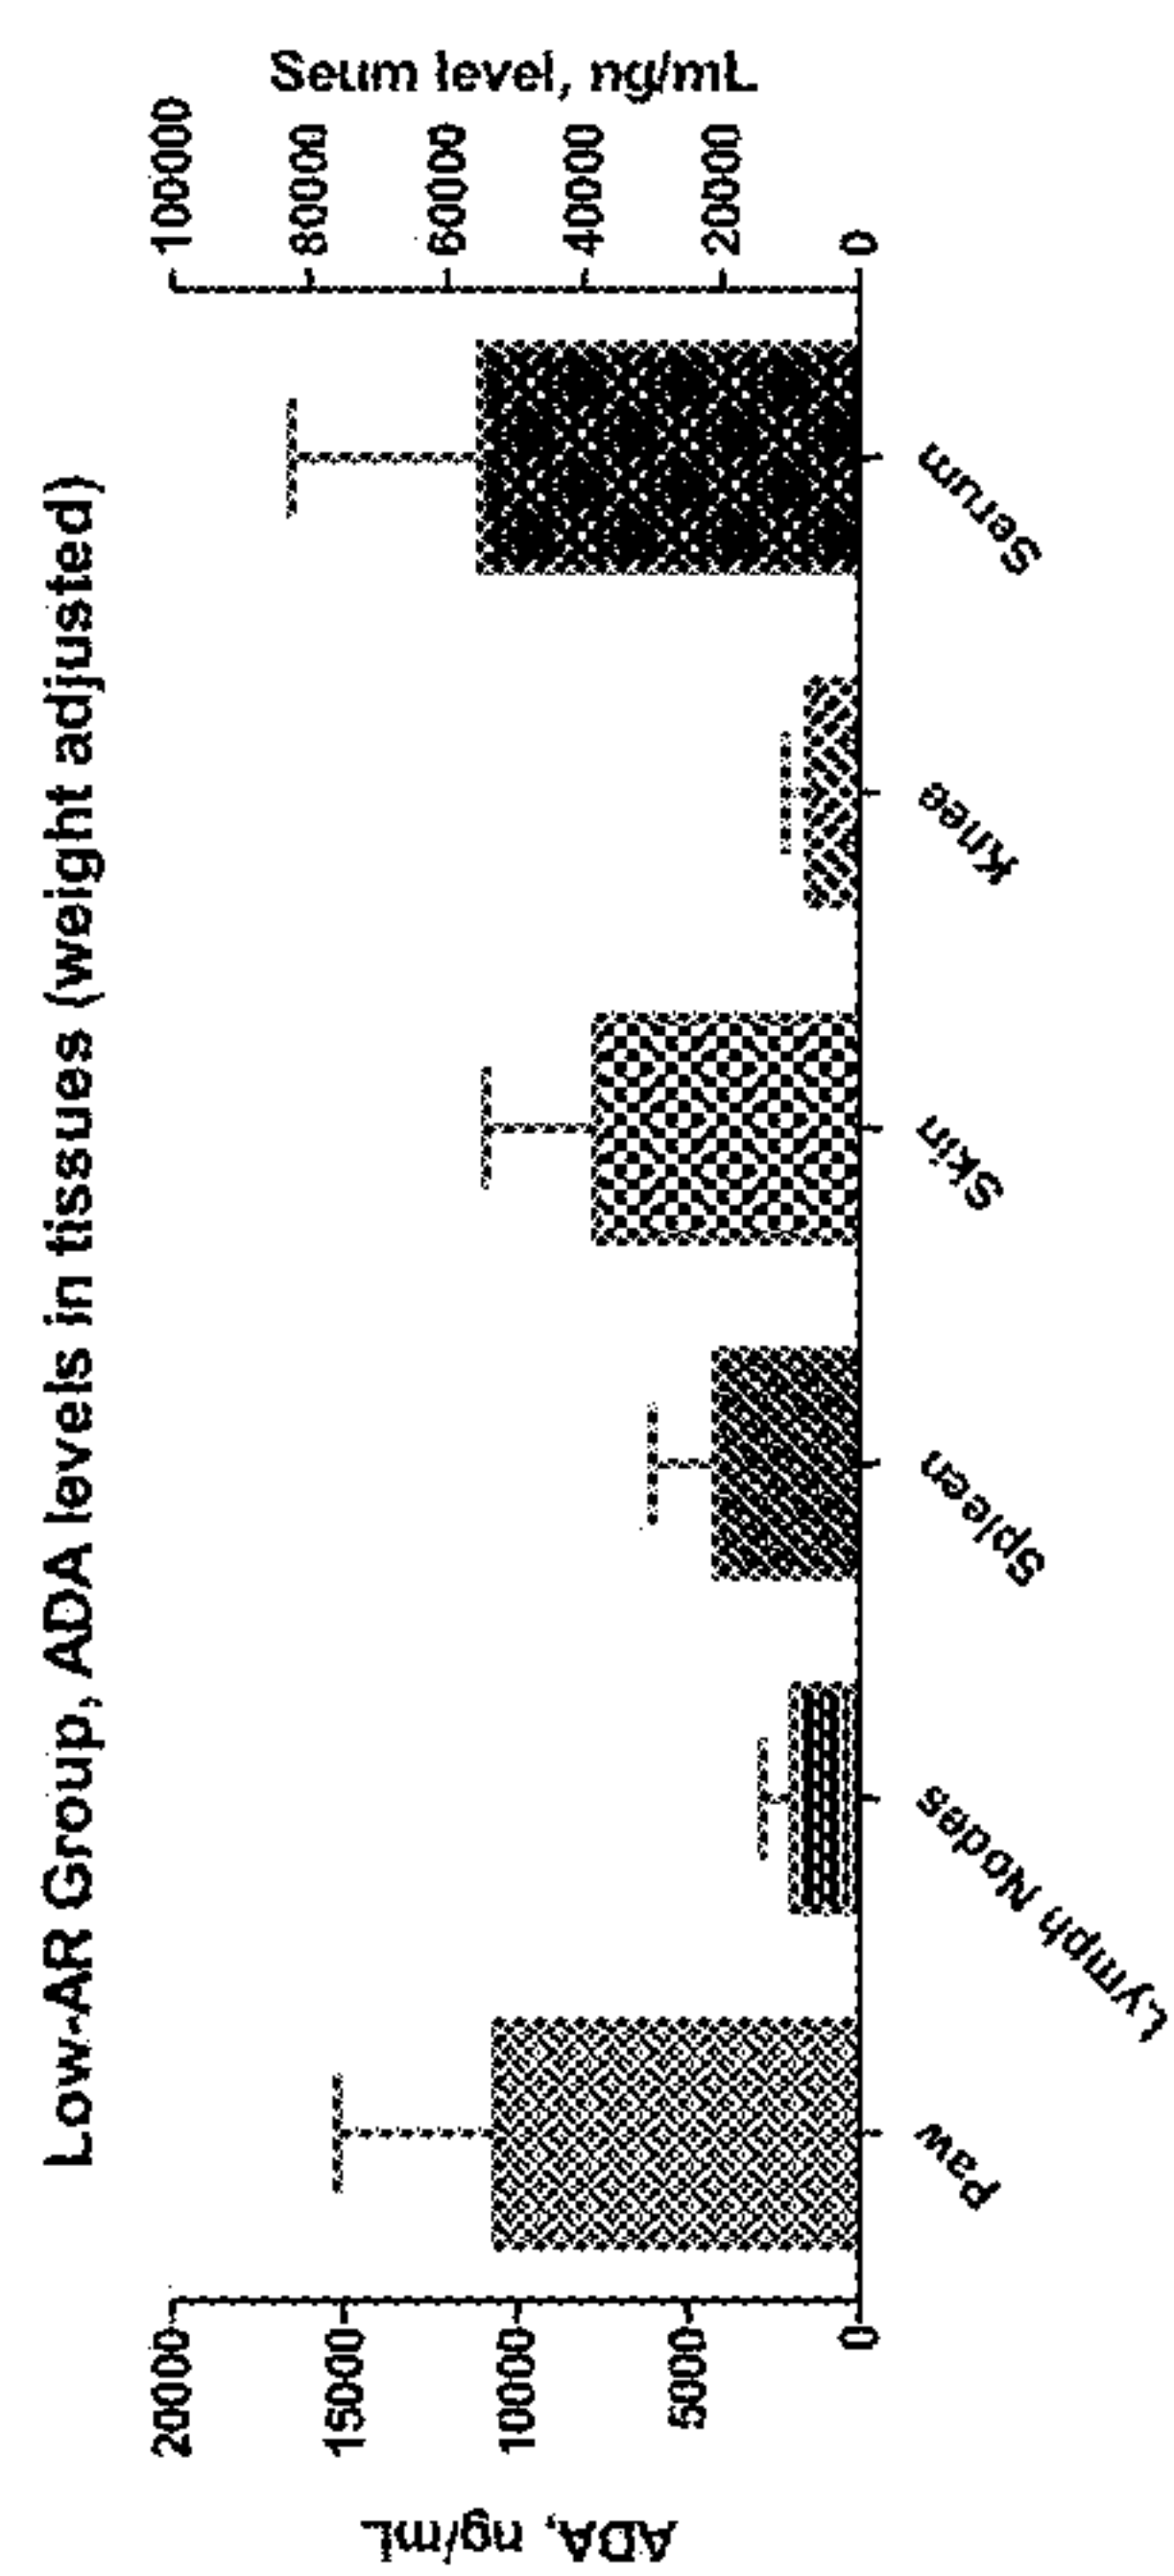 Low-AR Group, ADA levels in tissues (weight adjusted)
ADA, ng/mL
20000
15000
10000
5000
0
Seum level, ng/mL
100000
80000
60000
40000
20000
0
Paw
Lymph Nodes
Spleen
Skin
Knee
Serum